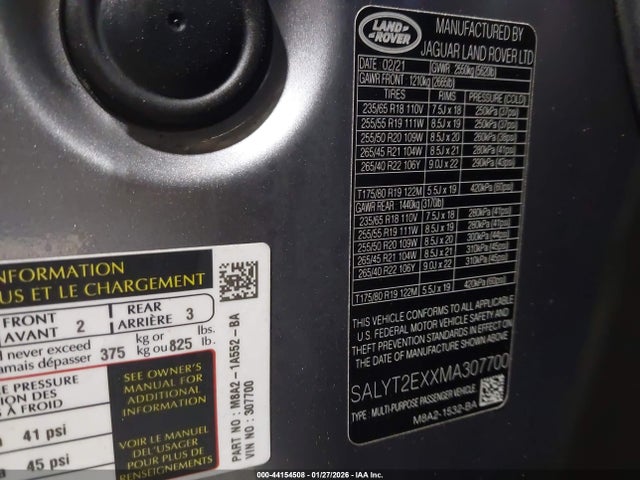 LAND ROVER
MANUFACTURED BY
JAGUAR LAND ROVER LTD
DATE 02/21 GVWR 2550kg (5620lb)
GAWR FRONT 1210kg (2665lb)
TIRES RIMS PRESSURE (COLD)
235/65 R18 110V 7.5J x 18 250kPa (37psi)
255/55 R19 111W 8.5J x 19 250kPa (37psi)
255/50 R20 109W 8.5J x 20 260kPa (38psi)
265/45 R21 104W 8.5J x 21 280kPa (41psi)
265/40 R22 106Y 9.0J x 22 290kPa (43psi)
T175/80 R19 122M 5.5J x 19 420kPa (60psi)
GAWR REAR 1440kg (3170lb)
235/65 R18 110V 7.5J x 18 280kPa (41psi)
255/55 R19 111W 8.5J x 19 280kPa (41psi)
255/50 R20 109W 8.5J x 20 300kPa (44psi)
265/45 R21 104W 8.5J x 21 310kPa (45psi)
265/40 R22 106Y 9.0J x 22 310kPa (45psi)
T175/80 R19 122M 5.5J x 19 420kPa (60psi)
THIS VEHICLE CONFORMS TO ALL APPLICABLE
U.S. FEDERAL MOTOR VEHICLE SAFETY AND
THEFT PREVENTION STANDARDS IN EFFECT ON
THE DATE OF MANUFACTURE SHOWN ABOVE.
SALYT2EXXMA307700
TYPE : MULTI-PURPOSE PASSENGER VEHICLE
M8A2-1532-BA
INFORMATION
US ET LE CHARGEMENT
FRONT AVANT 2 REAR ARRIÈRE 3
never exceed jamais dépasser 375 kg or kg ou 825 lbs. lb.
PRESSURE
À FROID
41 psi
45 psi
SEE OWNER'S
MANUAL FOR
ADDITIONAL
INFORMATION
VOIR LE MANUEL
DE L'USAGER
POUR PLUS DE
RENSEIGNEMENTS
PART NO : M8A2-1A552-BA
VIN NO : 307700
000-44154508 | 01/27/2026 - IAA Inc.